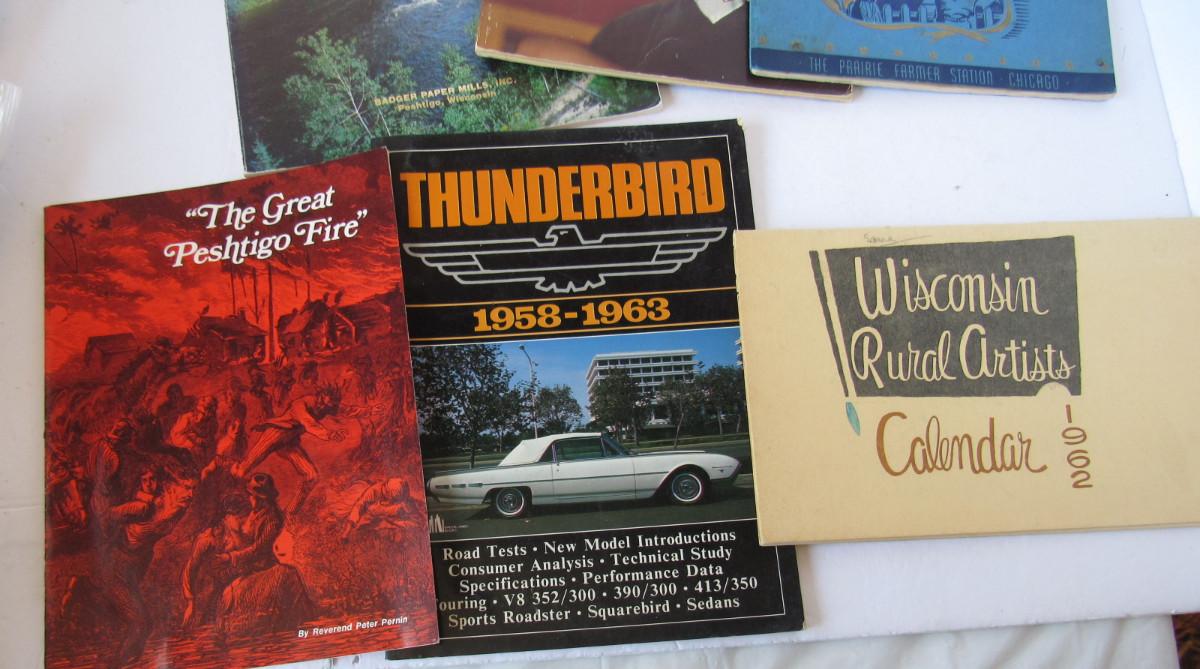 BADGER PAPER MILLS, INC.
Peshtigo, Wisconsin
· THE PRAIRIE FARMER STATION · CHICAGO ·
"The Great
Peshtigo Fire"
By Reverend Peter Pernin
THUNDERBIRD
1958-1963
Road Tests • New Model Introductions
Consumer Analysis • Technical Study
Specifications • Performance Data
ouring • V8 352/300 • 390/300 • 413/350
Sports Roadster • Squarebird • Sedans
Wisconsin
Rural Artists
Calendar
1962